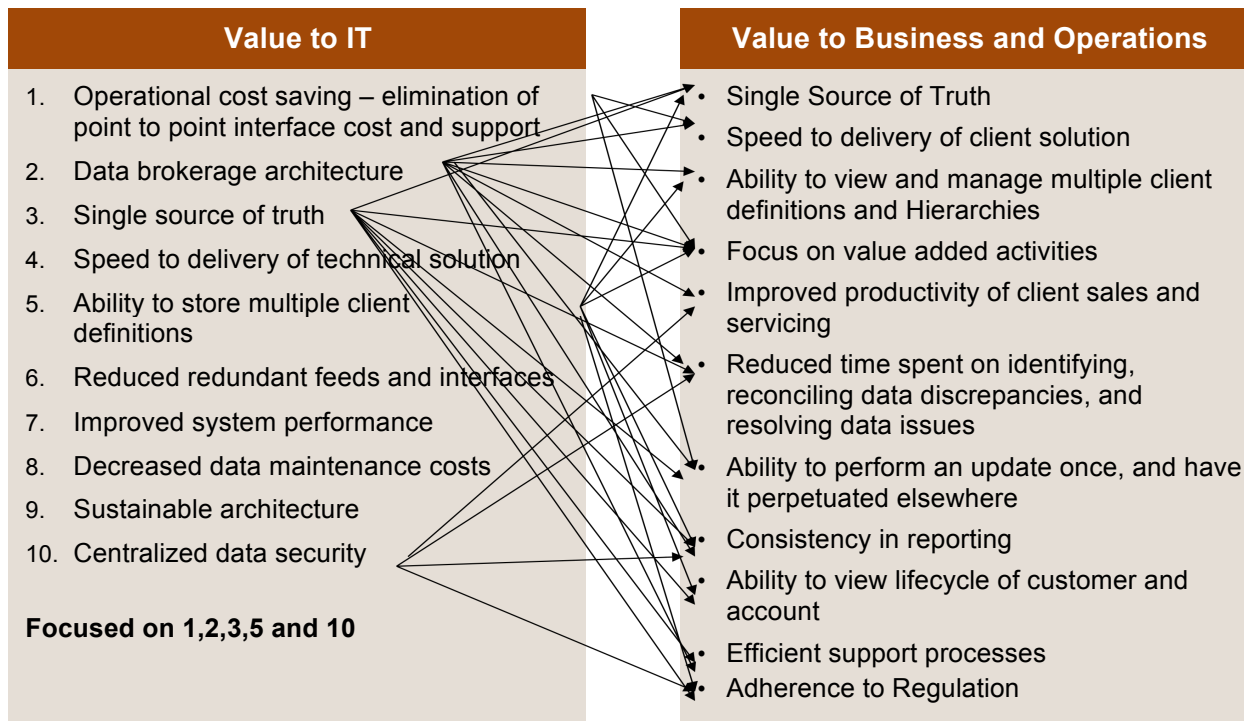 Value to IT
1. Operational cost saving – elimination of
point to point interface cost and support
2. Data brokerage architecture
3. Single source of truth
4. Speed to delivery of technical solution
5. Ability to store multiple client
definitions
6. Reduced redundant feeds and interfaces
7. Improved system performance
8. Decreased data maintenance costs
9. Sustainable architecture
10. Centralized data security
Focused on 1,2,3,5 and 10
Value to Business and Operations
• Single Source of Truth
• Speed to delivery of client solution
• Ability to view and manage multiple client
definitions and Hierarchies
• Focus on value added activities
• Improved productivity of client sales and
servicing
• Reduced time spent on identifying,
reconciling data discrepancies, and
resolving data issues
• Ability to perform an update once, and have
it perpetuated elsewhere
• Consistency in reporting
• Ability to view lifecycle of customer and
account
• Efficient support processes
• Adherence to Regulation